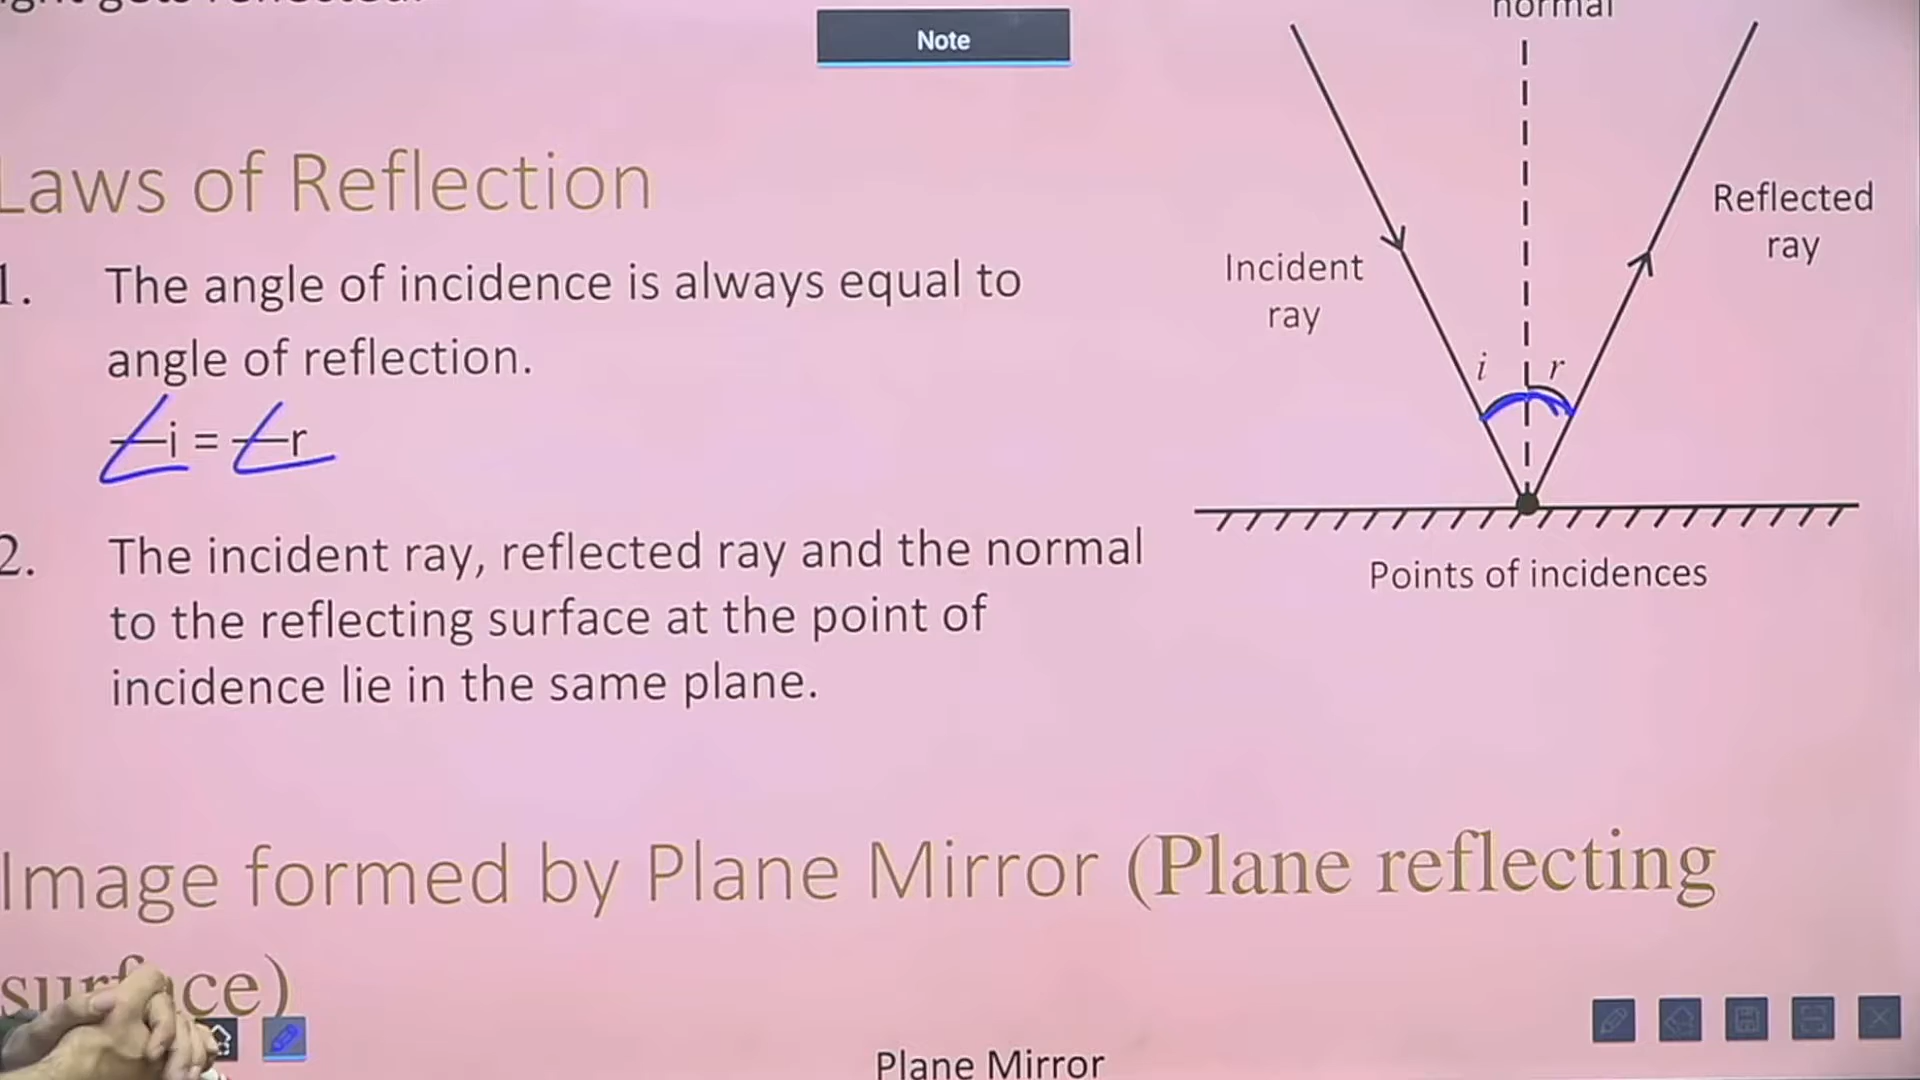 Note
normal
Laws of Reflection
1. The angle of incidence is always equal to
angle of reflection.
∠i = ∠r
2. The incident ray, reflected ray and the normal
to the reflecting surface at the point of
incidence lie in the same plane.
Incident
ray
Reflected
ray
i r
Points of incidences
Image formed by Plane Mirror (Plane reflecting
surface)
Plane Mirror